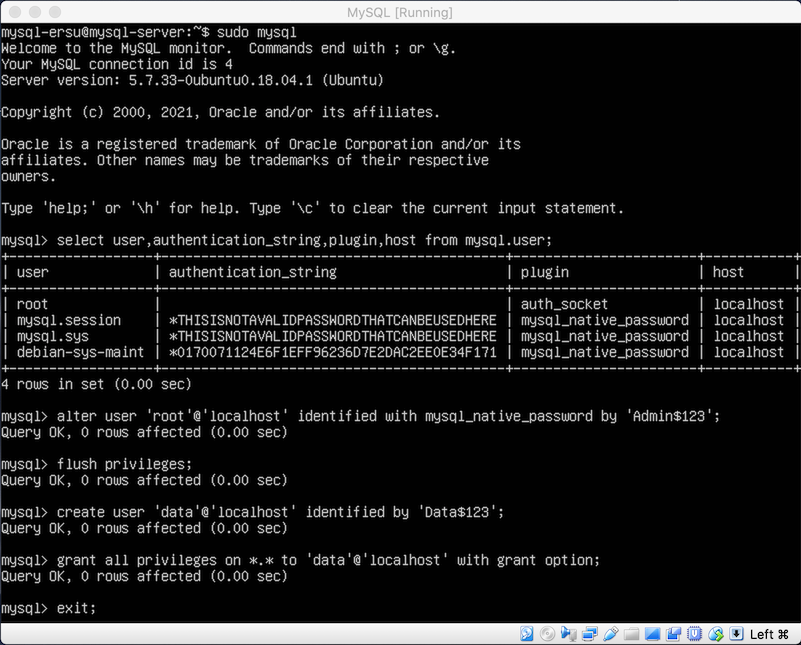 MySQL [Running]
mysql-ersu@mysql-server:~$ sudo mysql
Welcome to the MySQL monitor.  Commands end with ; or \g.
Your MySQL connection id is 4
Server version: 5.7.33-0ubuntu0.18.04.1 (Ubuntu)
Copyright (c) 2000, 2021, Oracle and/or its affiliates.
Oracle is a registered trademark of Oracle Corporation and/or its
affiliates. Other names may be trademarks of their respective
owners.
Type 'help;' or '\h' for help. Type '\c' to clear the current input statement.
mysql> select user,authentication_string,plugin,host from mysql.user;
+------------------+-------------------------------------------+-----------------------+-----------+
| user             | authentication_string                     | plugin                | host      |
+------------------+-------------------------------------------+-----------------------+-----------+
| root             |                                           | auth_socket           | localhost |
| mysql.session    | *THISISNOTAVALIDPASSWORDTHATCANBEUSEDHERE | mysql_native_password | localhost |
| mysql.sys        | *THISISNOTAVALIDPASSWORDTHATCANBEUSEDHERE | mysql_native_password | localhost |
| debian-sys-maint | *0170071124E6F1EFF96236D7E2DAC2EE0E34F171 | mysql_native_password | localhost |
+------------------+-------------------------------------------+-----------------------+-----------+
4 rows in set (0.00 sec)
mysql> alter user 'root'@'localhost' identified with mysql_native_password by 'Admin$123';
Query OK, 0 rows affected (0.00 sec)
mysql> flush privileges;
Query OK, 0 rows affected (0.00 sec)
mysql> create user 'data'@'localhost' identified by 'Data$123';
Query OK, 0 rows affected (0.00 sec)
mysql> grant all privileges on *.* to 'data'@'localhost' with grant option;
Query OK, 0 rows affected (0.00 sec)
mysql> exit;
Left ⌘